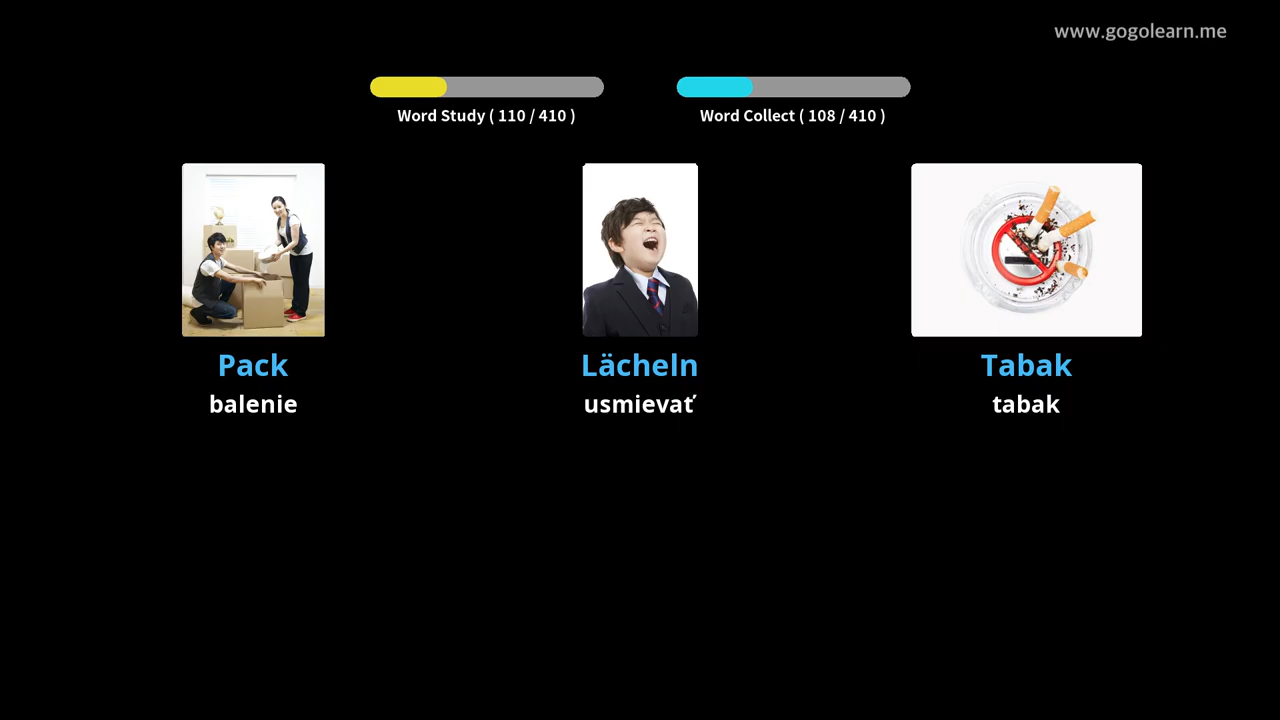 www.gogolearn.me
Word Study ( 110 / 410 )
Word Collect ( 108 / 410 )
Pack
Lächeln
Tabak
balenie
usmievať
tabak